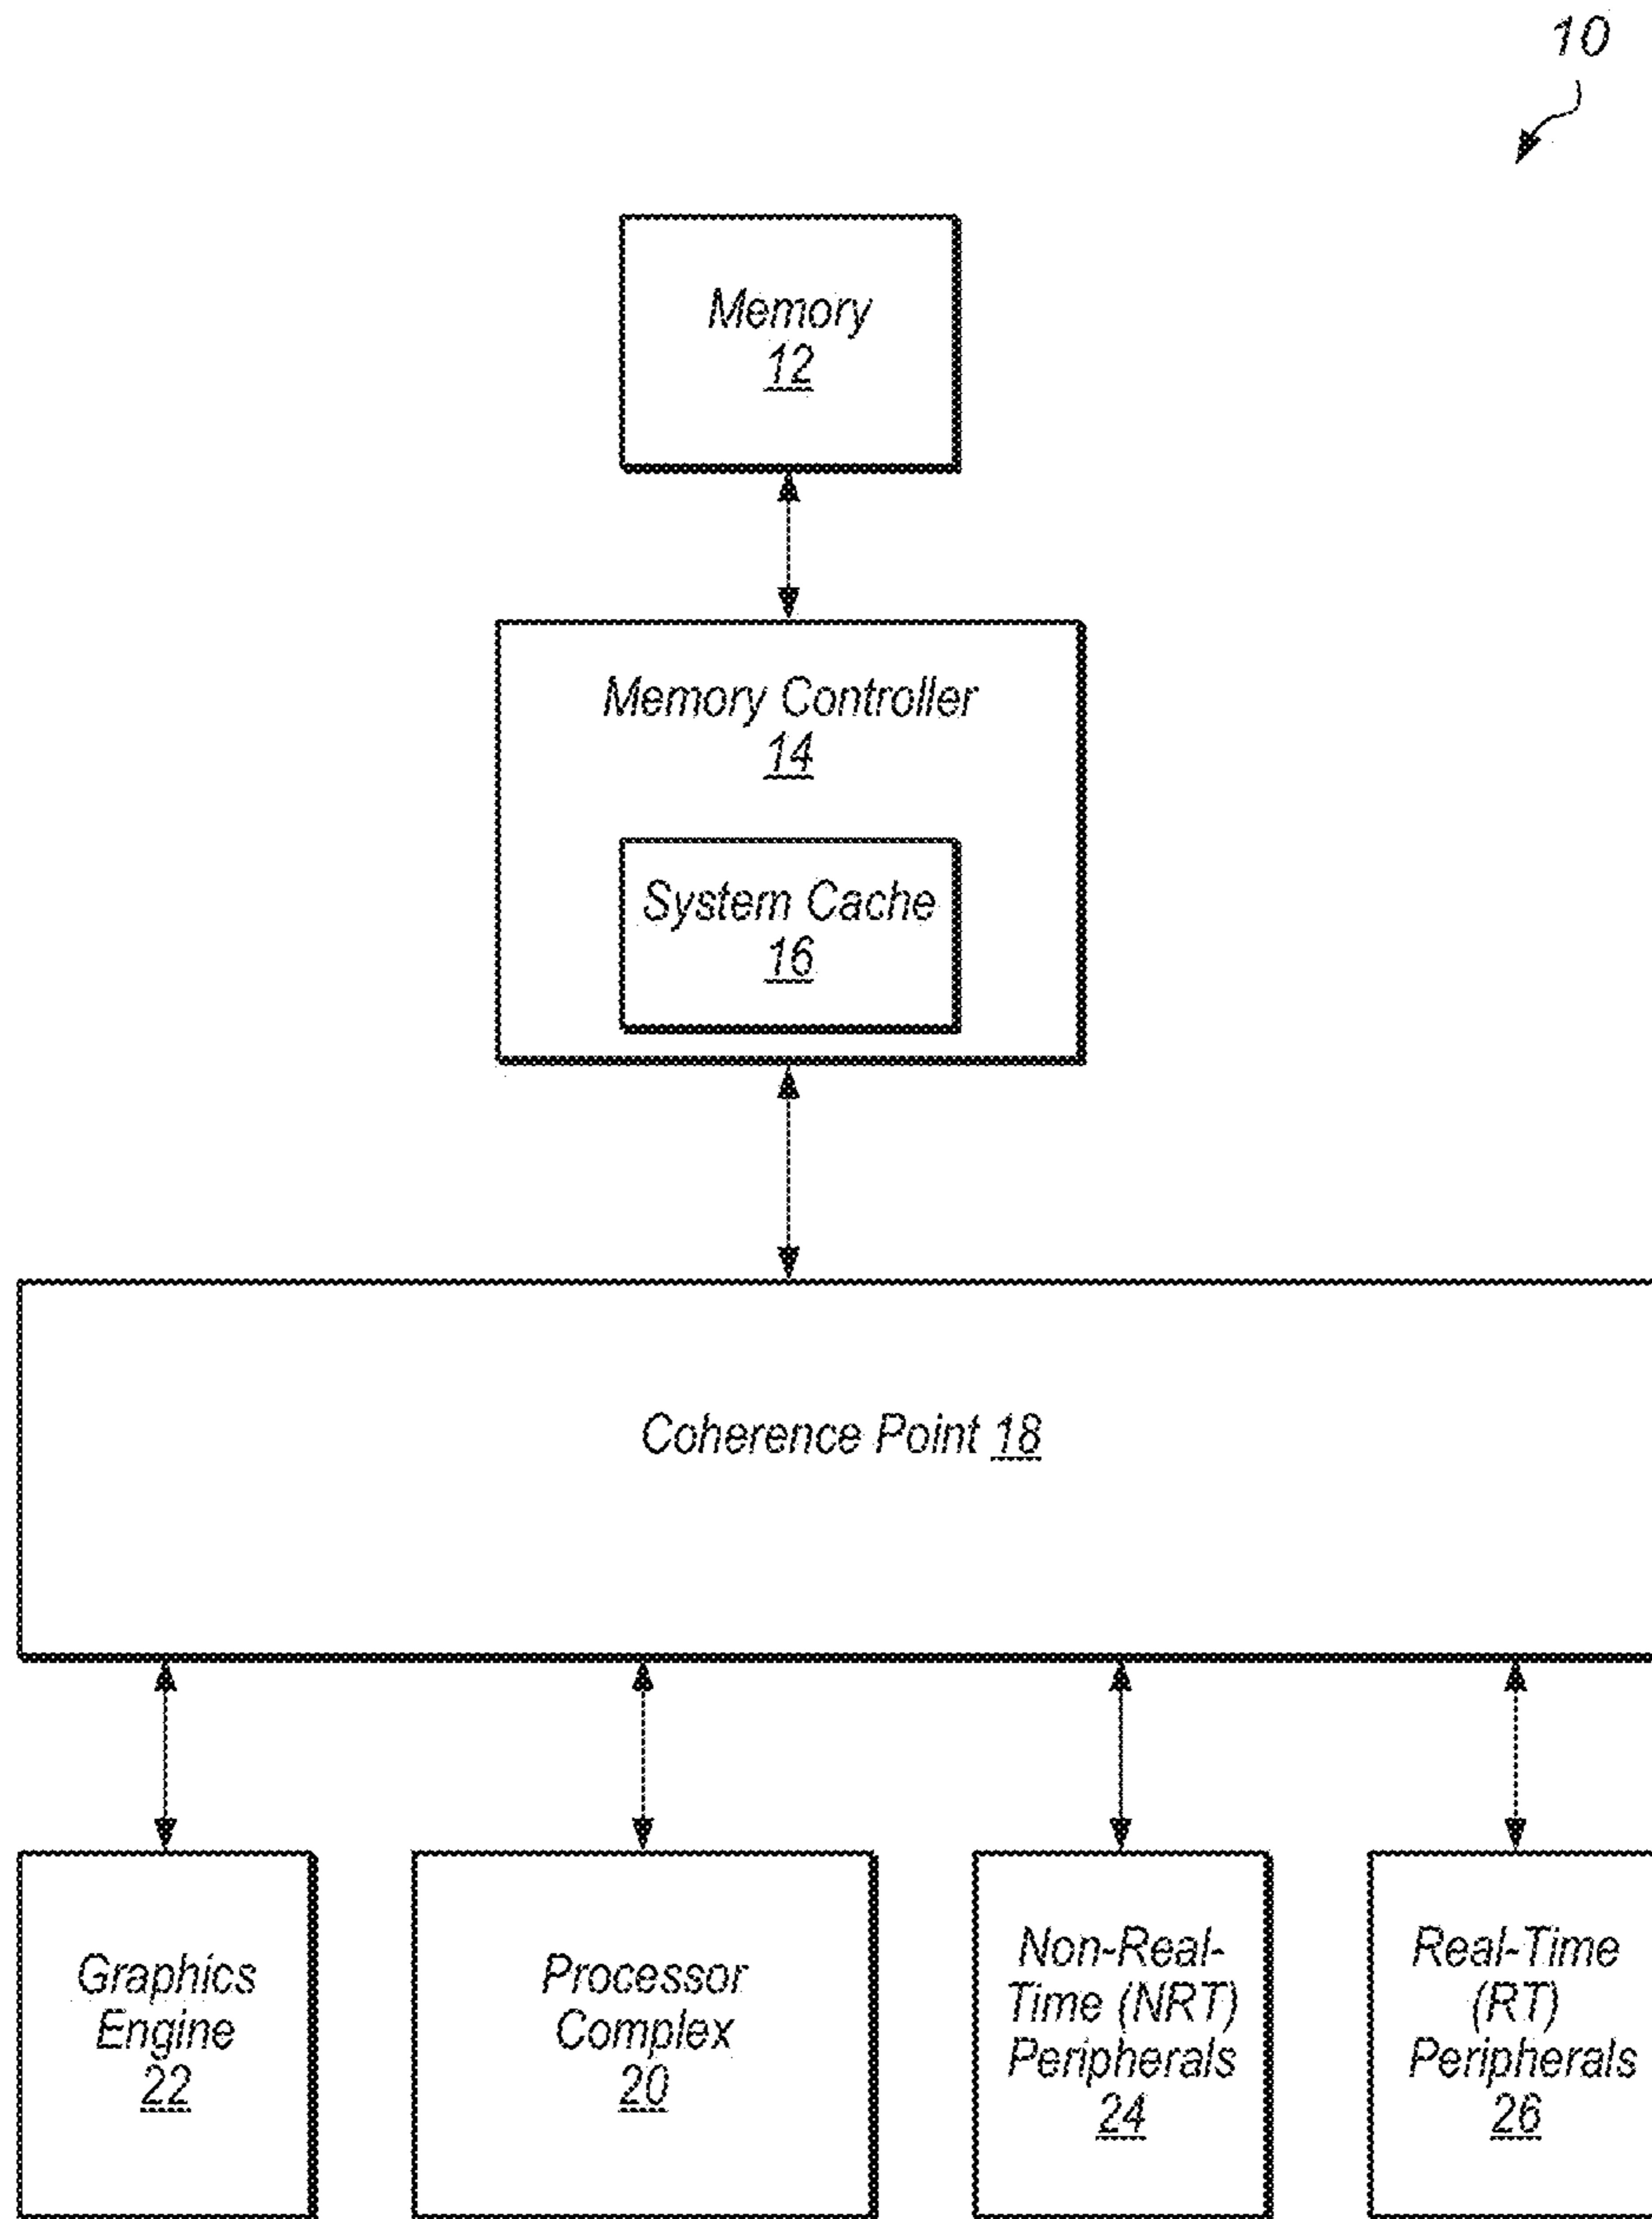 10
Memory
12
Memory Controller
14
System Cache
16
Coherence Point 18
Graphics
Engine
22
Processor
Complex
20
Non-Real-
Time (NRT)
Peripherals
24
Real-Time
(RT)
Peripherals
26